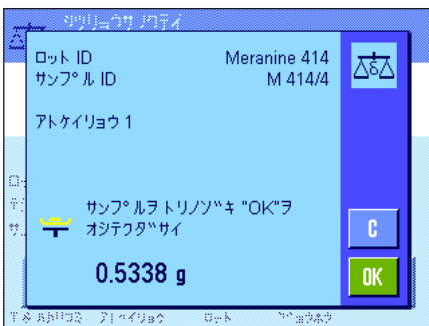 ロット ID Meranine 414
サンプル ID M 414/4
アトケイリョウ 1
サンプルヲ トリノゾキ "OK"ヲ
オシテクダサイ
0.5338 g
C
OK